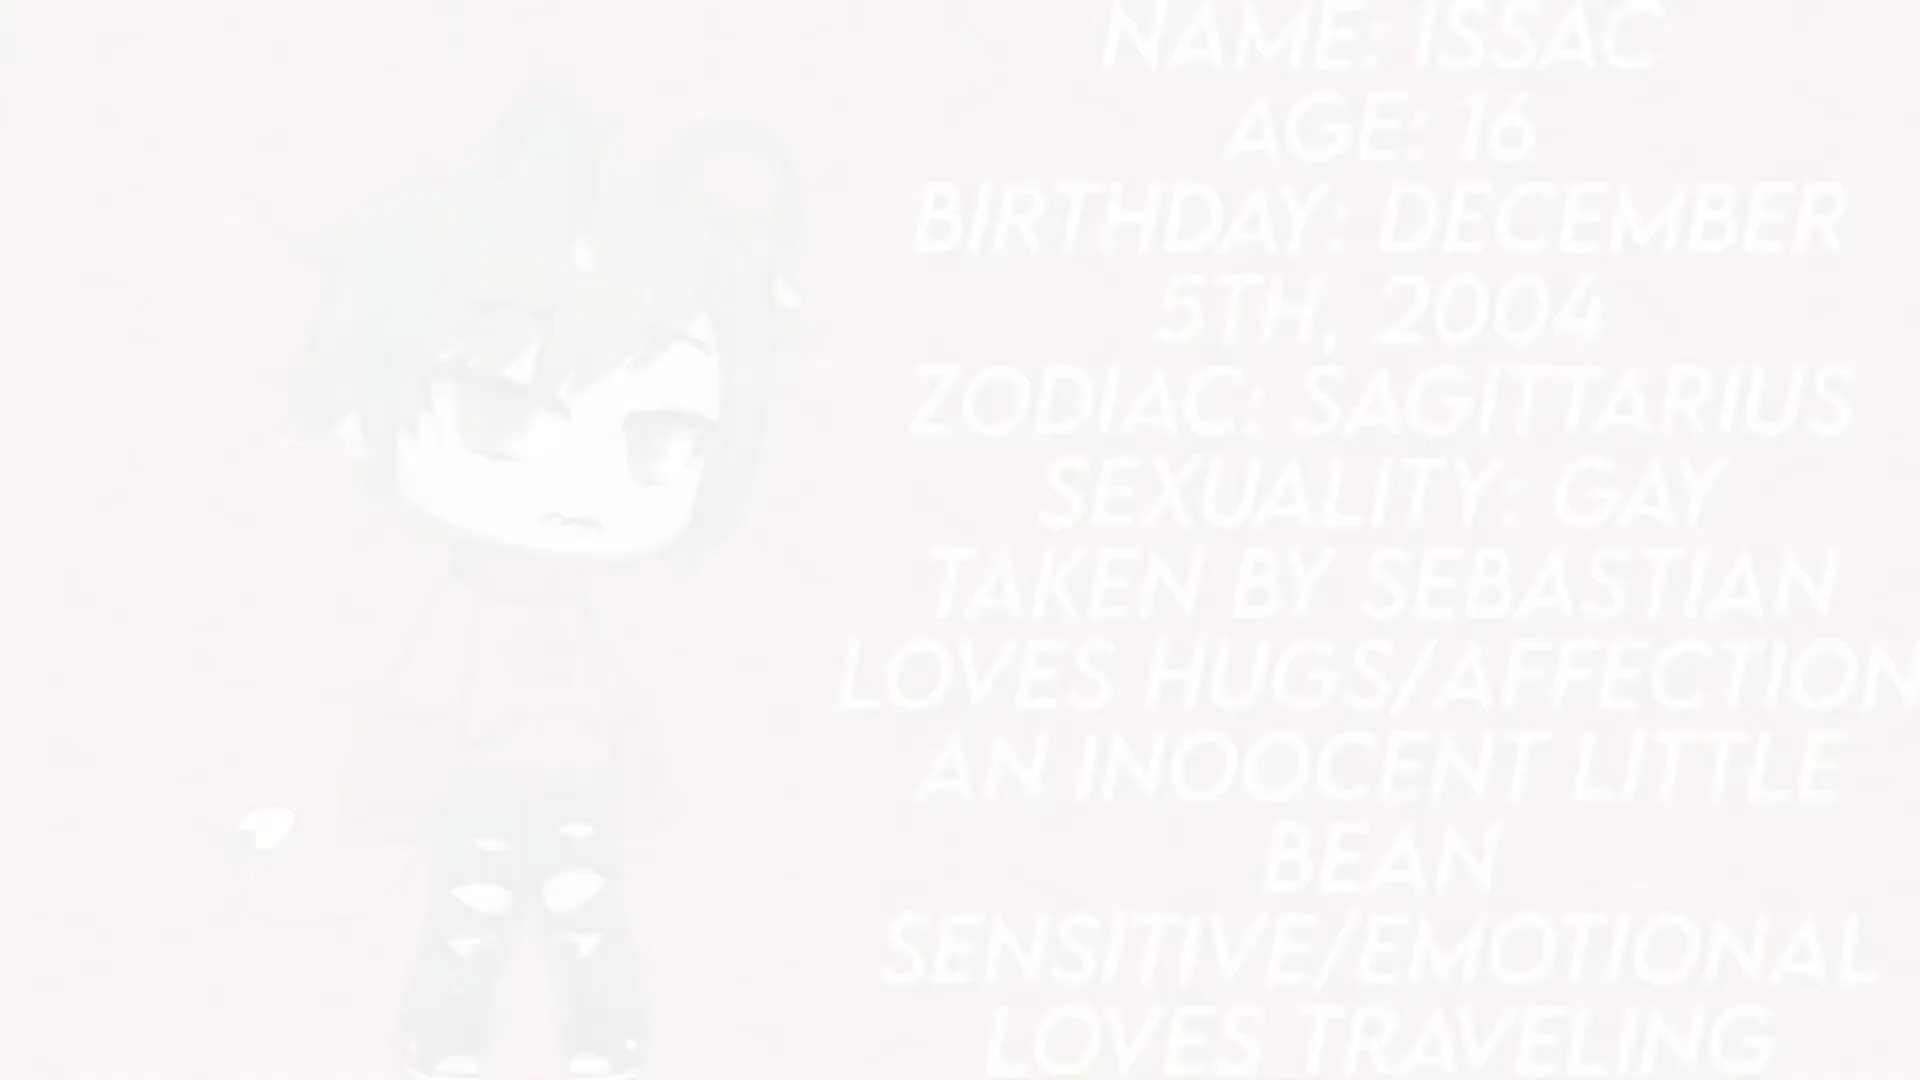 NAME: ISSAC
AGE: 16
BIRTHDAY: DECEMBER
5TH, 2004
ZODIAC: SAGITTARIUS
SEXUALITY: GAY
TAKEN BY SEBASTIAN
LOVES HUGS/AFFECTION
AN INOOCENT LITTLE
BEAN
SENSITIVE/EMOTIONAL
LOVES TRAVELING